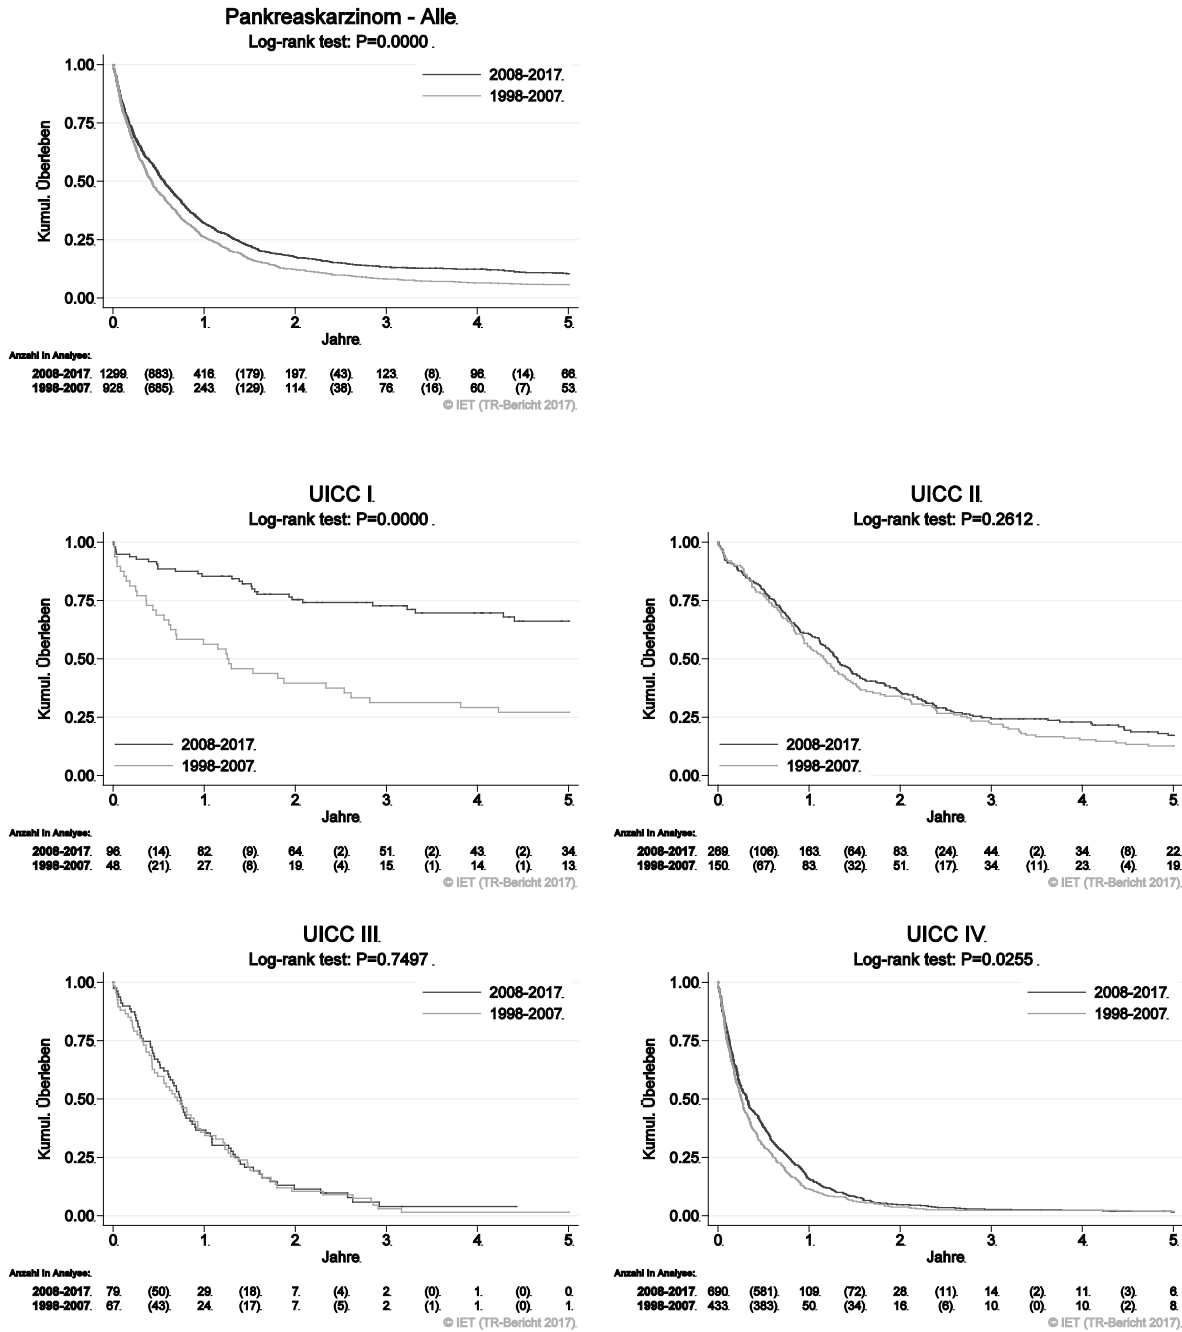 Pankreaskarzinom - Alle.
Log-rank test: P=0.0000 .
1.00.
0.75.
0.50.
0.25.
0.00.
Kumul. Überleben
2008-2017.
1998-2007.
0. 1. 2. 3. 4. 5.
Jahre.
Anzahl in Analyse:.
2008-2017. 1299. (883). 416. (179). 197. (43). 123. (8). 96. (14). 66.
1998-2007. 928. (685). 243. (129). 114. (38). 76. (16). 60. (7). 53.
© IET (TR-Bericht 2017).
UICC I.
Log-rank test: P=0.0000 .
1.00.
0.75.
0.50.
0.25.
0.00.
Kumul. Überleben
2008-2017.
1998-2007.
0. 1. 2. 3. 4. 5.
Jahre.
Anzahl in Analyse:.
2008-2017. 96. (14). 82. (9). 64. (2). 51. (2). 43. (2). 34.
1998-2007. 48. (21). 27. (8). 19. (4). 15. (1). 14. (1). 13.
© IET (TR-Bericht 2017).
UICC II.
Log-rank test: P=0.2612 .
1.00.
0.75.
0.50.
0.25.
0.00.
Kumul. Überleben
2008-2017.
1998-2007.
0. 1. 2. 3. 4. 5.
Jahre.
Anzahl in Analyse:.
2008-2017. 269. (106). 163. (64). 83. (24). 44. (2). 34. (8). 22.
1998-2007. 150. (67). 83. (32). 51. (17). 34. (11). 23. (4). 19.
© IET (TR-Bericht 2017).
UICC III.
Log-rank test: P=0.7497 .
1.00.
0.75.
0.50.
0.25.
0.00.
Kumul. Überleben
2008-2017.
1998-2007.
0. 1. 2. 3. 4. 5.
Jahre.
Anzahl in Analyse:.
2008-2017. 79. (50). 29. (18). 7. (4). 2. (0). 1. (0). 0.
1998-2007. 67. (43). 24. (17). 7. (5). 2. (1). 1. (0). 1.
© IET (TR-Bericht 2017).
UICC IV.
Log-rank test: P=0.0255 .
1.00.
0.75.
0.50.
0.25.
0.00.
Kumul. Überleben
2008-2017.
1998-2007.
0. 1. 2. 3. 4. 5.
Jahre.
Anzahl in Analyse:.
2008-2017. 690. (581). 109. (72). 28. (11). 14. (2). 11. (3). 6.
1998-2007. 433. (383). 50. (34). 16. (6). 10. (0). 10. (2). 8.
© IET (TR-Bericht 2017).